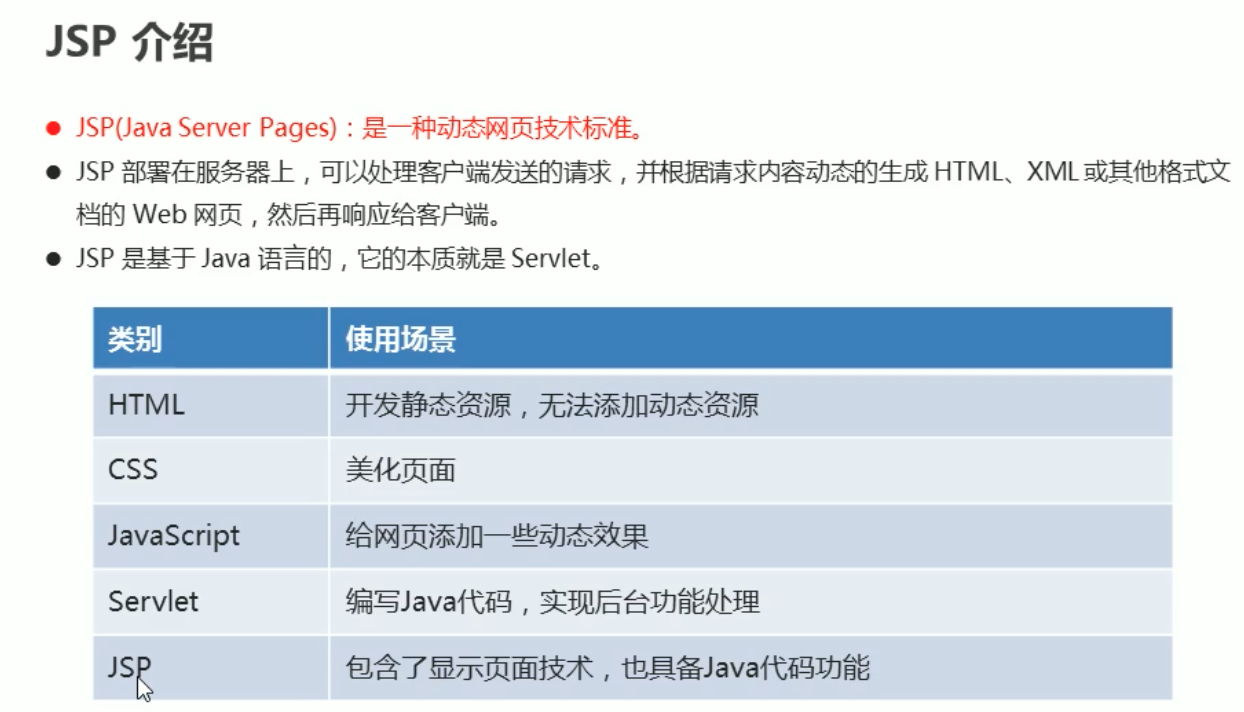 JSP 介绍
JSP(Java Server Pages)：是一种动态网页技术标准。
JSP 部署在服务器上，可以处理客户端发送的请求，并根据请求内容动态的生成 HTML、XML 或其他格式文
档的 Web 网页，然后再响应给客户端。
JSP 是基于 Java 语言的，它的本质就是 Servlet。
类别 使用场景
HTML 开发静态资源，无法添加动态资源
CSS 美化页面
JavaScript 给网页添加一些动态效果
Servlet 编写Java代码，实现后台功能处理
JSP 包含了显示页面技术，也具备Java代码功能